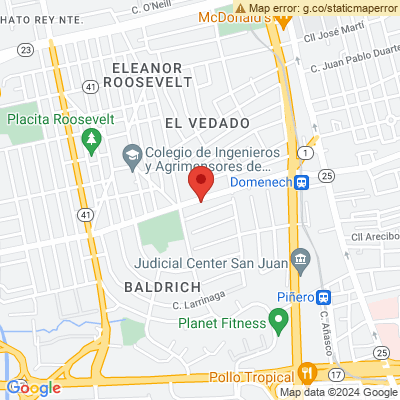 Map error: g.co/staticmaperror
C. O'Neill
HATO REY NTE.
McDonald's
Cll José Martí
23
C. Juan Pablo Duarte
ELEANOR
ROOSEVELT
41
25
Placita Roosevelt
EL VEDADO
Colegio de Ingenieros
y Agrimensores de...
1
Domenech
25
41
Cll Arecibo
Judicial Center San Juan
BALDRICH
C. Larrinaga
Piñero
Planet Fitness
C. Añasco
25
Pollo Tropical
17
Google
Map data ©2024 Google